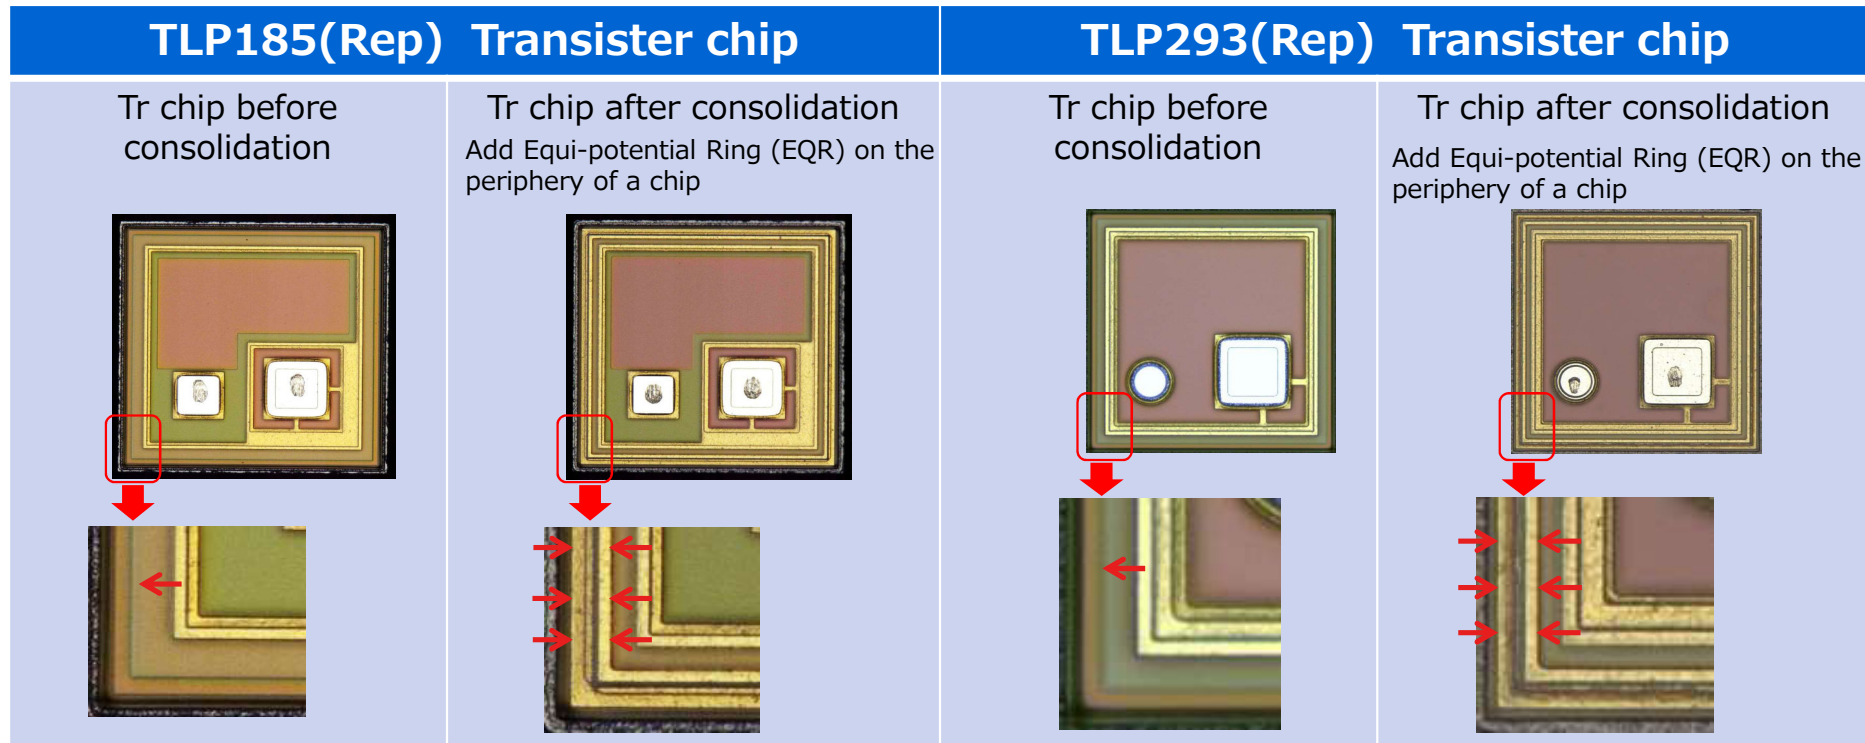 TLP185(Rep) Transister chip
TLP293(Rep) Transister chip
Tr chip before
consolidation
Tr chip after consolidation
Add Equi-potential Ring (EQR) on the
periphery of a chip
Tr chip before
consolidation
Tr chip after consolidation
Add Equi-potential Ring (EQR) on the
periphery of a chip